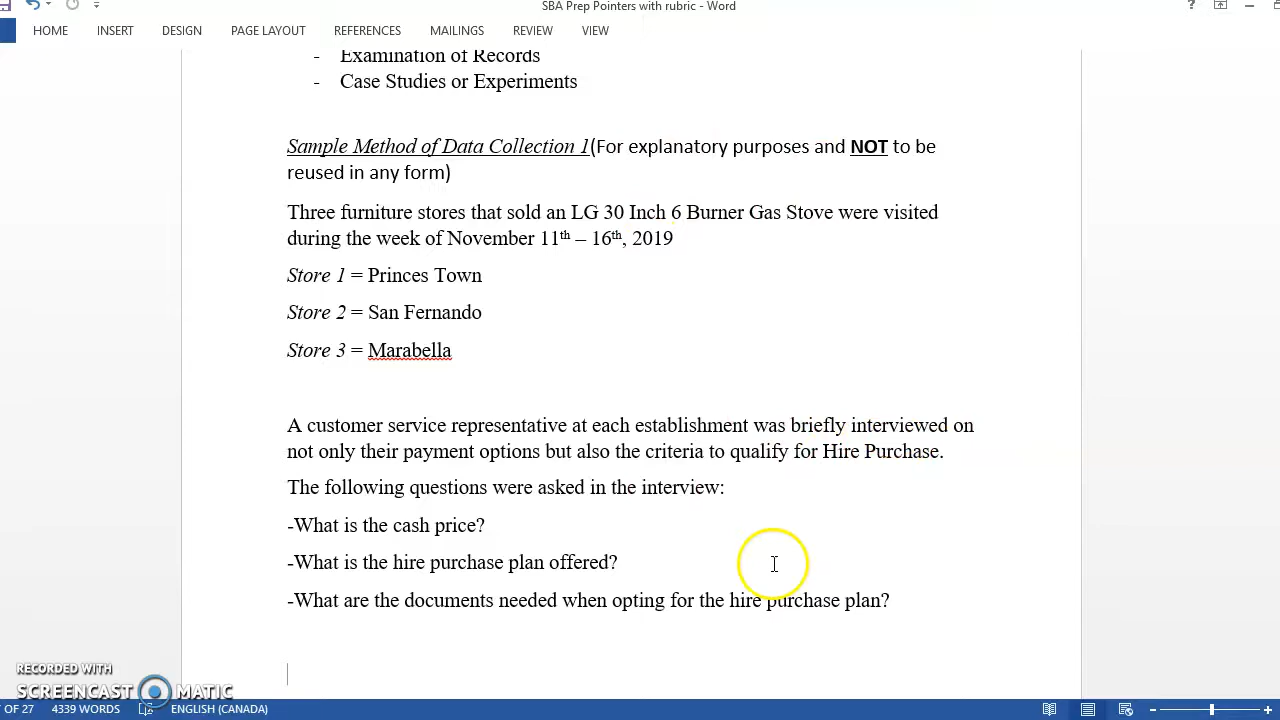 SBA Prep Pointers with rubric - Word
?
HOME INSERT DESIGN PAGE LAYOUT REFERENCES MAILINGS REVIEW VIEW
- Examination of Records
- Case Studies or Experiments
Sample Method of Data Collection 1(For explanatory purposes and NOT to be
reused in any form)
Three furniture stores that sold an LG 30 Inch 6 Burner Gas Stove were visited
during the week of November 11th – 16th, 2019
Store 1 = Princes Town
Store 2 = San Fernando
Store 3 = Marabella
A customer service representative at each establishment was briefly interviewed on
not only their payment options but also the criteria to qualify for Hire Purchase.
The following questions were asked in the interview:
-What is the cash price?
-What is the hire purchase plan offered?
-What are the documents needed when opting for the hire purchase plan?
RECORDED WITH
SCREENCAST MATIC
OF 27 4339 WORDS ENGLISH (CANADA)